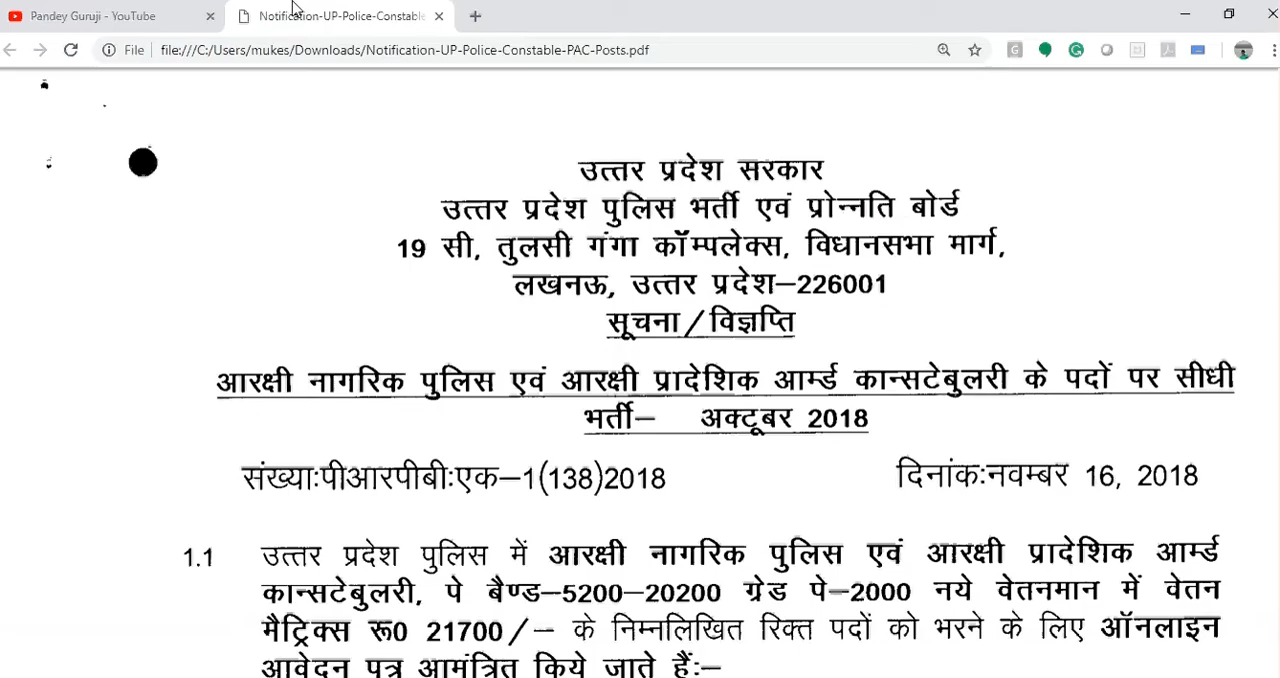 Pandey Guruji - YouTube
Notification-UP-Police-Constable
File file:///C:/Users/mukes/Downloads/Notification-UP-Police-Constable-PAC-Posts.pdf
उत्तर प्रदेश सरकार
उत्तर प्रदेश पुलिस भर्ती एवं प्रोन्नति बोर्ड
19 सी, तुलसी गंगा कॉम्पलेक्स, विधानसभा मार्ग,
लखनऊ, उत्तर प्रदेश–226001
सूचना/विज्ञप्ति
आरक्षी नागरिक पुलिस एवं आरक्षी प्रादेशिक आर्म्ड कान्सटेबुलरी के पदों पर सीधी
भर्ती– अक्टूबर 2018
संख्याःपीआरपीबीःएक–1(138)2018 दिनांकःनवम्बर 16, 2018
1.1 उत्तर प्रदेश पुलिस में आरक्षी नागरिक पुलिस एवं आरक्षी प्रादेशिक आर्म्ड
कान्सटेबुलरी, पे बैण्ड–5200–20200 ग्रेड पे–2000 नये वेतनमान में वेतन
मैट्रिक्स रू0 21700/– के निम्नलिखित रिक्त पदों को भरने के लिए ऑनलाइन
आवेदन पत्र आमंत्रित किये जाते हैंः–